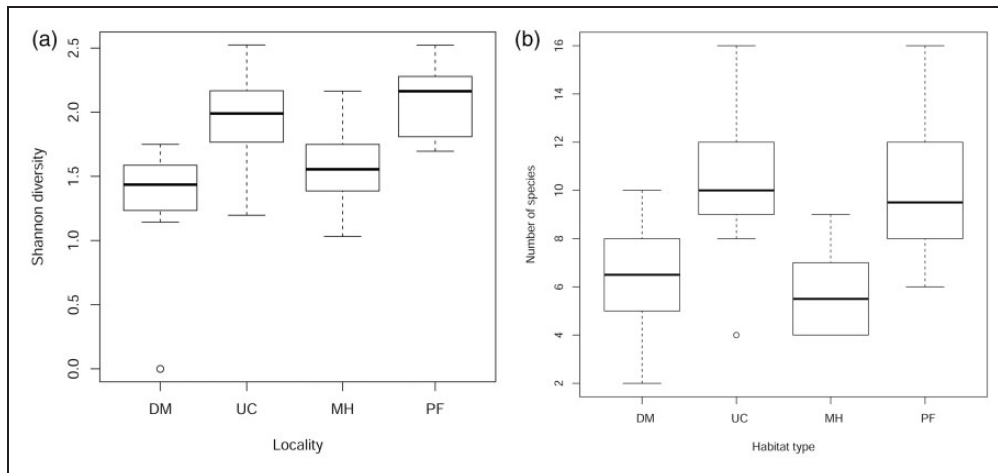 (a)
Shannon diversity
2.5
2.0
1.5
1.0
0.5
0.0
DM UC MH PF
Locality
(b)
Number of species
16
14
12
10
8
6
4
2
DM UC MH PF
Habitat type